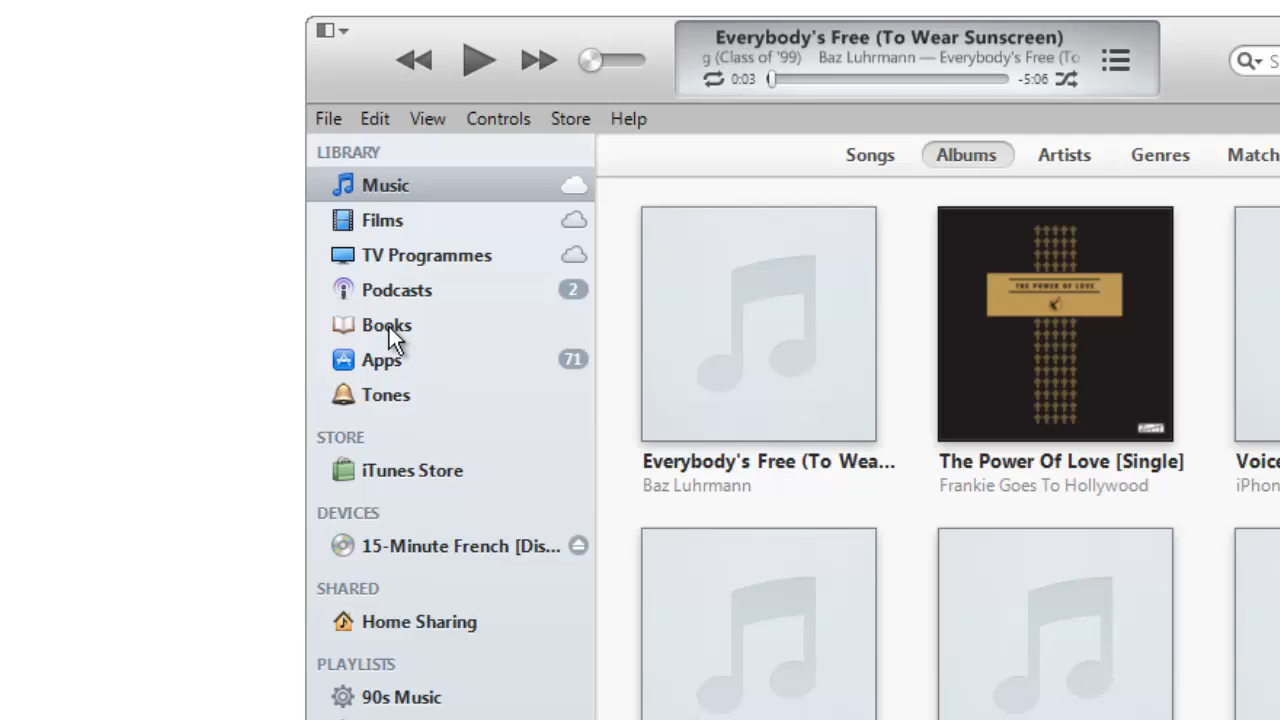 Everybody's Free (To Wear Sunscreen)
g (Class of '99) Baz Luhrmann — Everybody's Free (To
0:03 -5:06
S
File Edit View Controls Store Help
LIBRARY
Songs Albums Artists Genres Match
Music
Films
TV Programmes
Podcasts 2
Books
Apps 71
Tones
STORE
iTunes Store
DEVICES
15-Minute French [Dis...
SHARED
Home Sharing
PLAYLISTS
90s Music
THE POWER OF LOVE
Everybody's Free (To Wea...
Baz Luhrmann
The Power Of Love [Single]
Frankie Goes To Hollywood
Voice
iPhon